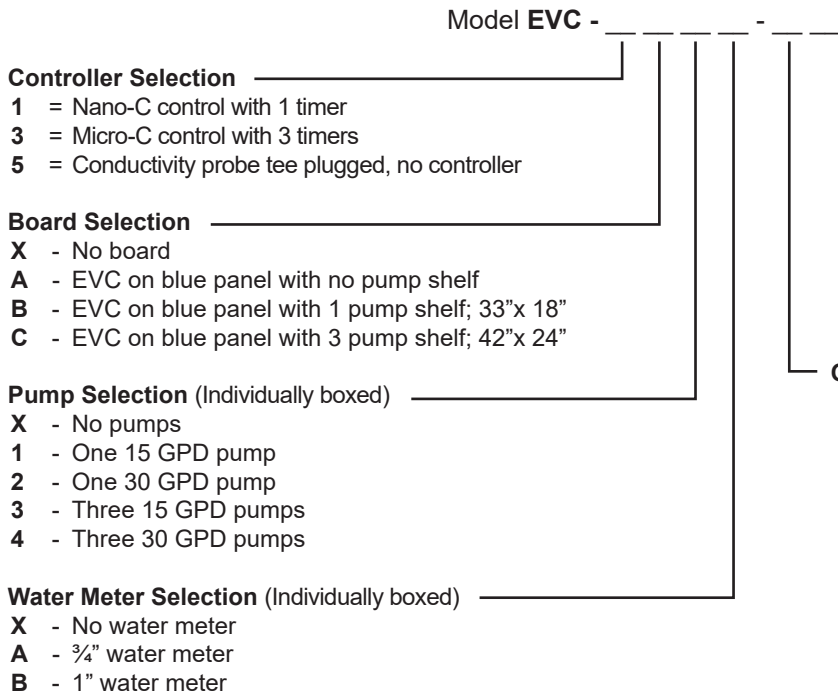 Model EVC - __ __ __ __ - __ __
Controller Selection
1 = Nano-C control with 1 timer
3 = Micro-C control with 3 timers
5 = Conductivity probe tee plugged, no controller
Board Selection
X - No board
A - EVC on blue panel with no pump shelf
B - EVC on blue panel with 1 pump shelf; 33”x 18”
C - EVC on blue panel with 3 pump shelf; 42”x 24”
Pump Selection (Individually boxed)
X - No pumps
1 - One 15 GPD pump
2 - One 30 GPD pump
3 - Three 15 GPD pumps
4 - Three 30 GPD pumps
Water Meter Selection (Individually boxed)
X - No water meter
A - ¾” water meter
B - 1” water meter